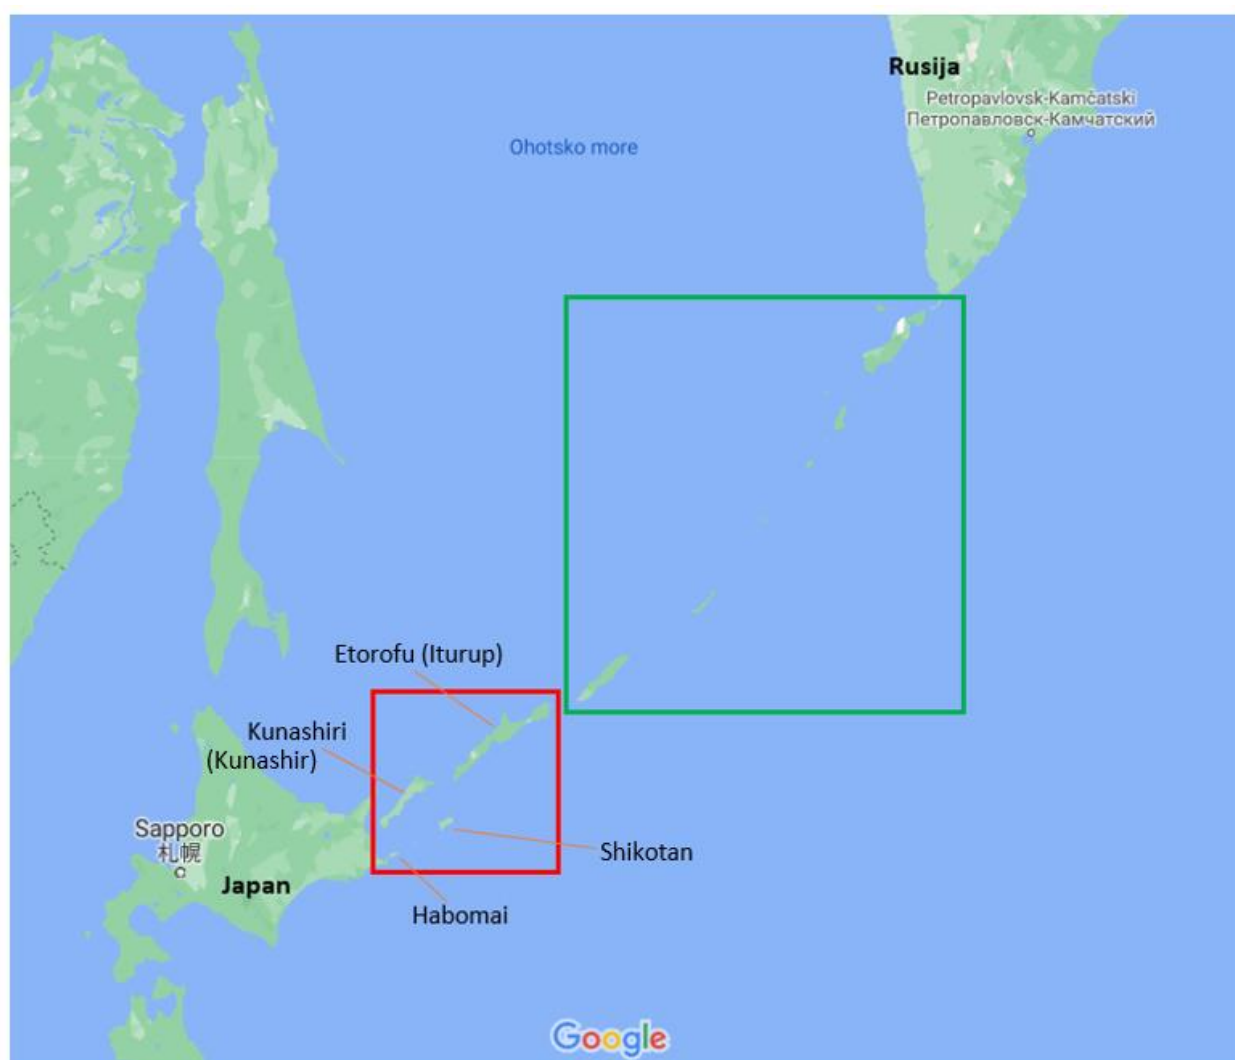 Rusija
Petropavlovsk-Kamčatski
Петропавловск-Камчатский
Ohotsko more
Etorofu (Iturup)
Kunashiri
(Kunashir)
Sapporo
札幌
Shikotan
Japan
Habomai
Google